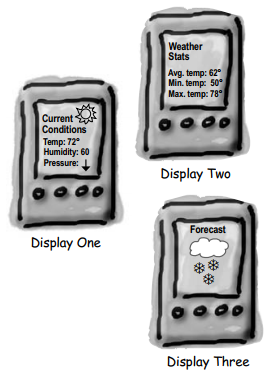 Weather
Stats
Avg. temp: 62°
Min. temp: 50°
Max. temp: 78°
Display Two
Current
Conditions
Temp: 72°
Humidity: 60
Pressure:
Display One
Forecast
Display Three